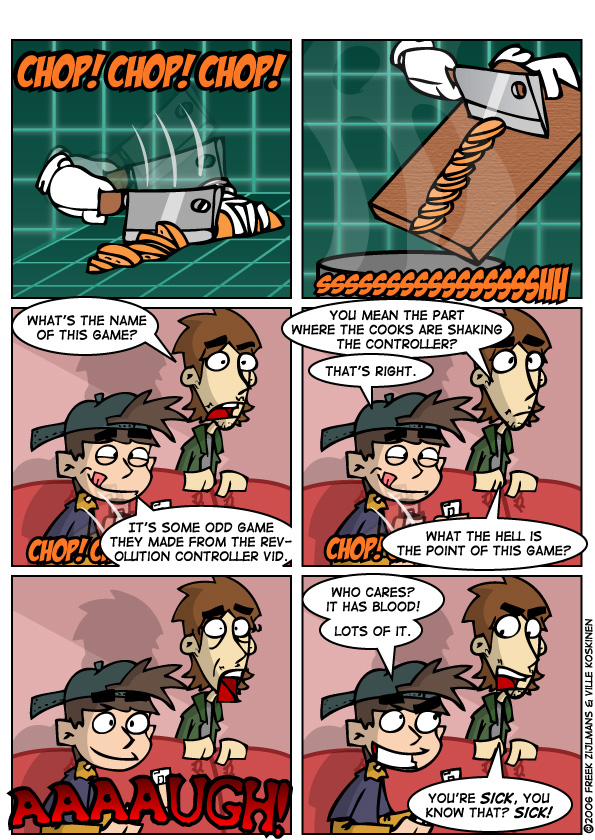 CHOP! CHOP! CHOP!
SSSSSSSSSSSSSSSSHH
WHAT'S THE NAME
OF THIS GAME?
IT'S SOME ODD GAME
THEY MADE FROM THE REV-
OLUTION CONTROLLER VID.
CHOP! C
YOU MEAN THE PART
WHERE THE COOKS ARE SHAKING
THE CONTROLLER?
THAT'S RIGHT.
WHAT THE HELL IS
THE POINT OF THIS GAME?
CHOP!
AAAAAUGH!
WHO CARES?
IT HAS BLOOD!
LOTS OF IT.
YOU'RE SICK, YOU
KNOW THAT? SICK!
©2006 FREEK ZIJLMANS & VILLE KOSKINEN